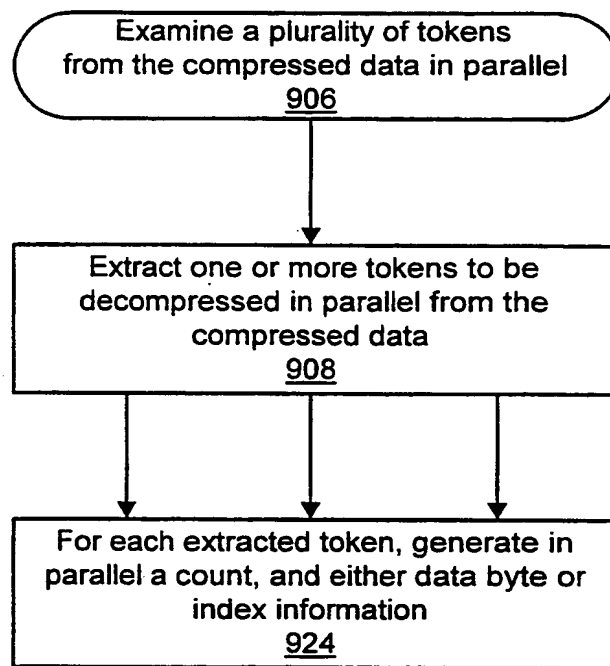 Examine a plurality of tokens
from the compressed data in parallel
906
Extract one or more tokens to be
decompressed in parallel from the
compressed data
908
For each extracted token, generate in
parallel a count, and either data byte or
index information
924